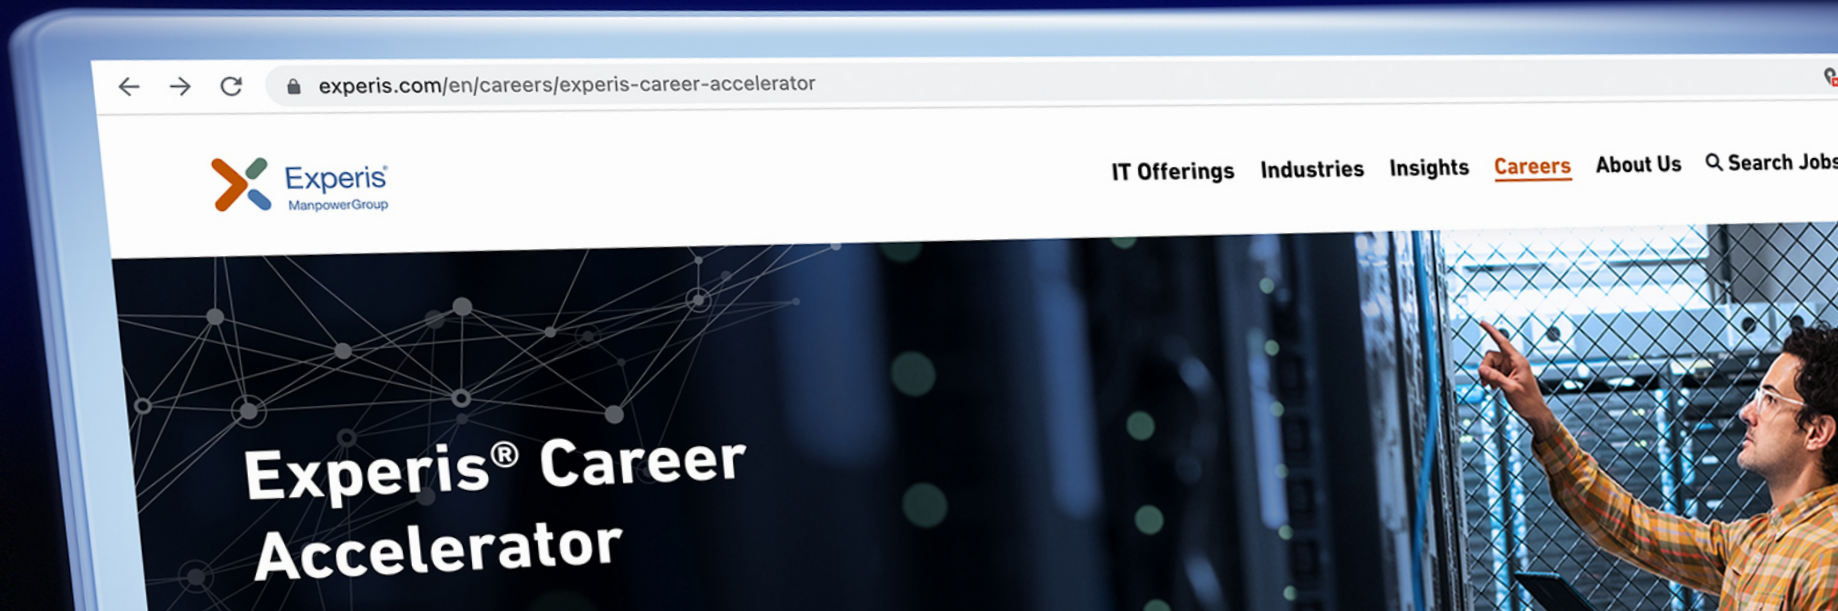 experis.com/en/careers/experis-career-accelerator
Experis®
ManpowerGroup
IT Offerings Industries Insights Careers About Us Search Jobs
Experis® Career
Accelerator